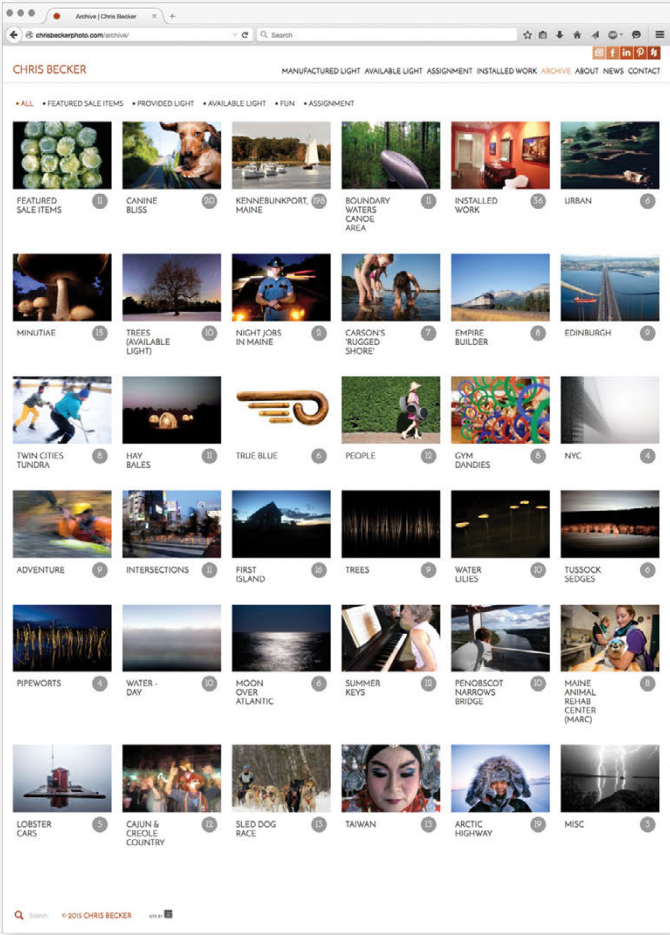 Archive | Chris Becker
chrisbeckerphoto.com/archive/
Search
CHRIS BECKER
MANUFACTURED LIGHT AVAILABLE LIGHT ASSIGNMENT INSTALLED WORK ARCHIVE ABOUT NEWS CONTACT
• ALL • FEATURED SALE ITEMS • PROVIDED LIGHT • AVAILABLE LIGHT • FUN • ASSIGNMENT
FEATURED
SALE ITEMS
11
CANINE
BLISS
20
KENNEBUNKPORT,
MAINE
198
BOUNDARY
WATERS
CANOE
AREA
11
INSTALLED
WORK
36
URBAN
6
MINUTIAE
15
TREES
(AVAILABLE
LIGHT)
10
NIGHT JOBS
IN MAINE
2
CARSON'S
'RUGGED
SHORE'
7
EMPIRE
BUILDER
8
EDINBURGH
9
TWIN CITIES
TUNDRA
8
HAY
BALES
11
TRUE BLUE
6
PEOPLE
12
GYM
DANDIES
8
NYC
4
ADVENTURE
9
INTERSECTIONS
11
FIRST
ISLAND
16
TREES
9
WATER
LILIES
10
TUSSOCK
SEDGES
6
PIPEWORTS
4
WATER -
DAY
10
MOON
OVER
ATLANTIC
6
SUMMER
KEYS
12
PENOBSCOT
NARROWS
BRIDGE
10
MAINE
ANIMAL
REHAB
CENTER
(MARC)
8
LOBSTER
CARS
5
CAJUN &
CREOLE
COUNTRY
12
SLED DOG
RACE
13
TAIWAN
13
ARCTIC
HIGHWAY
19
MISC
3
Search
© 2015 CHRIS BECKER
SITE BY